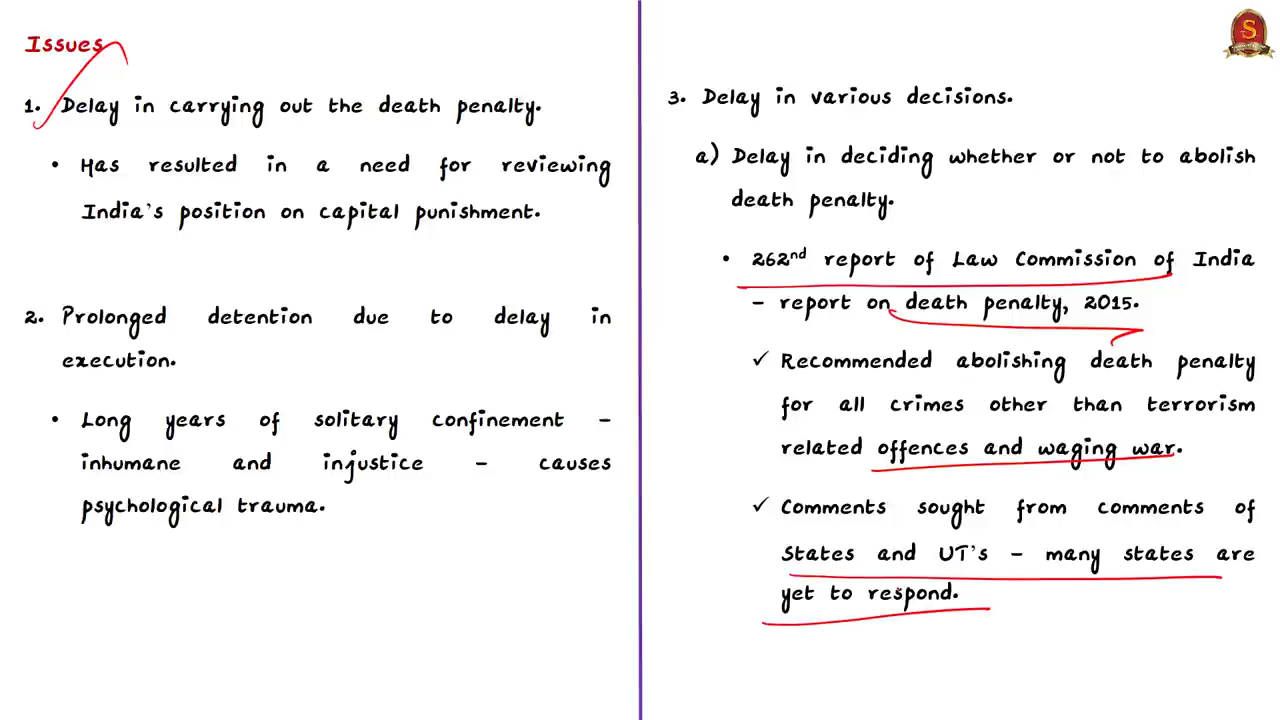 Issues
1. Delay in carrying out the death penalty.
• Has resulted in a need for reviewing
India's position on capital punishment.
2. Prolonged detention due to delay in
execution.
• Long years of solitary confinement –
inhumane and injustice – causes
psychological trauma.
3. Delay in various decisions.
a) Delay in deciding whether or not to abolish
death penalty.
• 262nd report of Law Commission of India
– report on death penalty, 2015.
✓ Recommended abolishing death penalty
for all crimes other than terrorism
related offences and waging war.
✓ Comments sought from comments of
States and UT's – many states are
yet to respond.
S